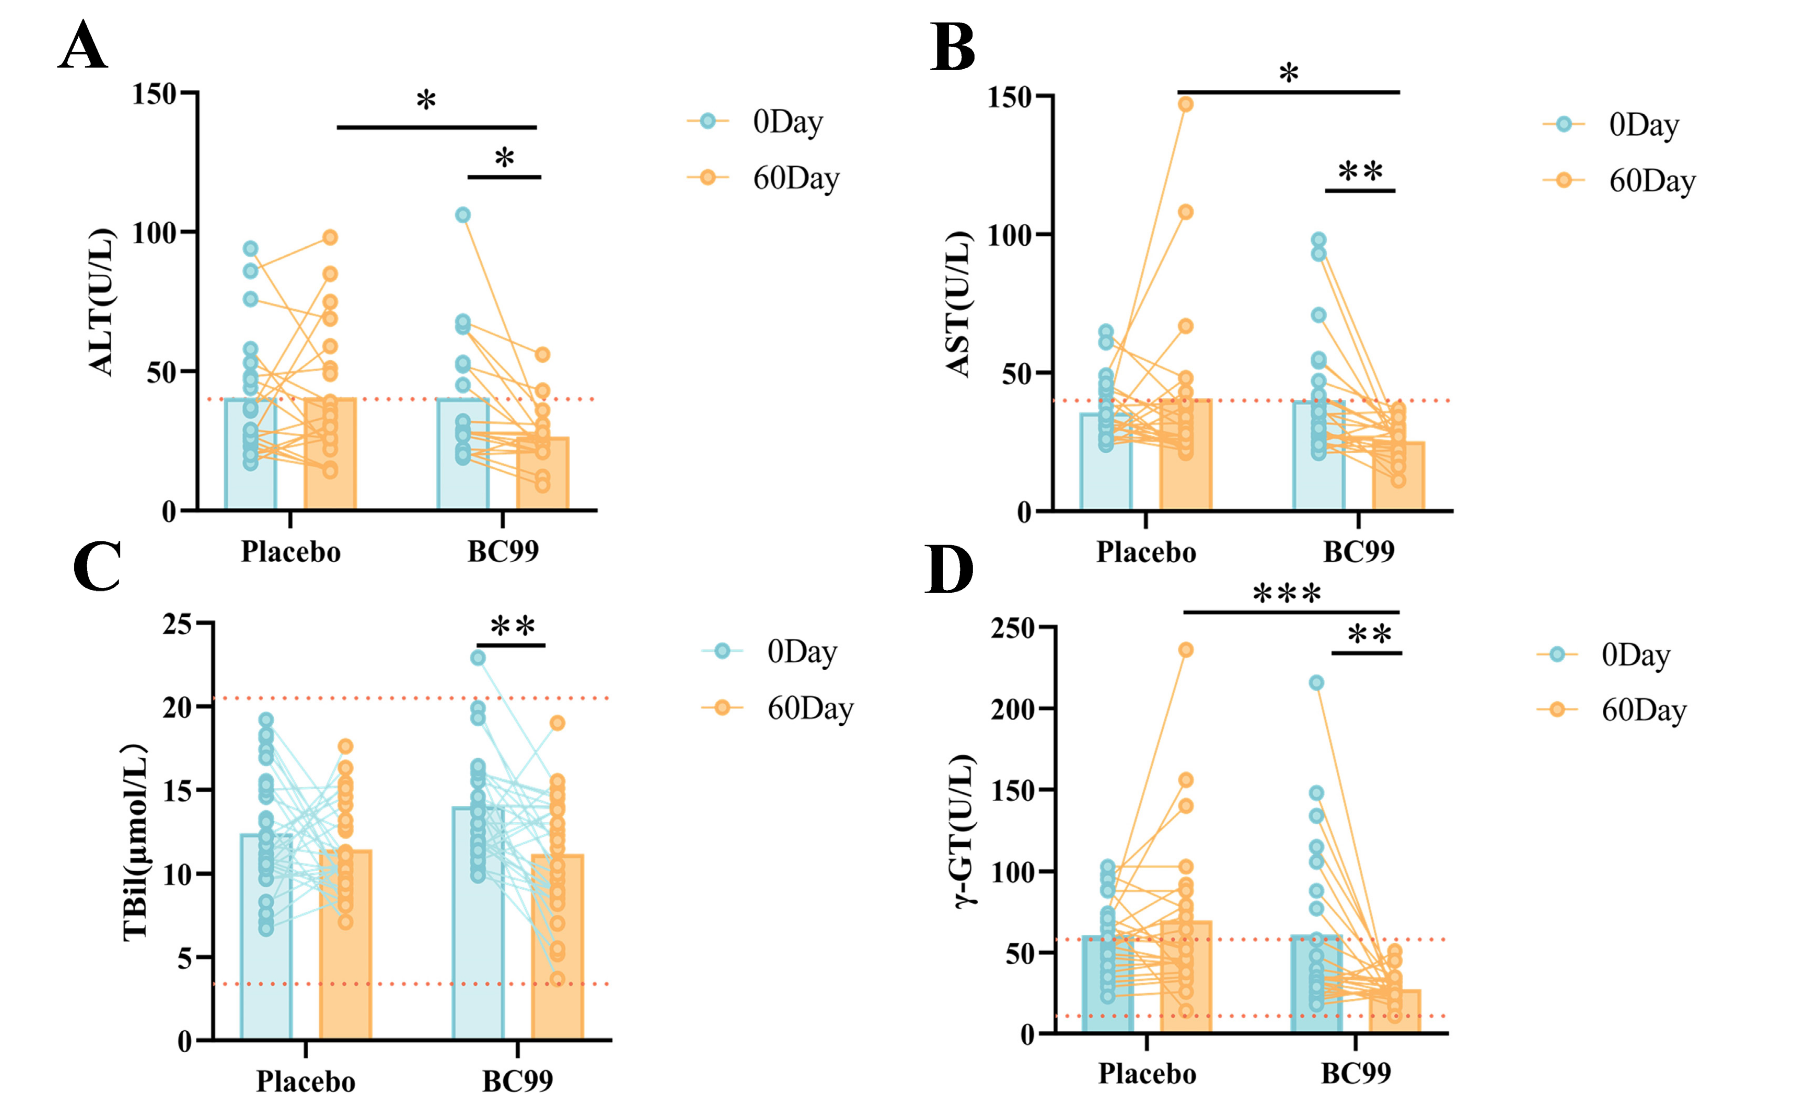 A
*
*
150
100
50
0
ALT(U/L)
Placebo
BC99
0Day
60Day
B
*
**
150
100
50
0
AST(U/L)
Placebo
BC99
0Day
60Day
C
**
25
20
15
10
5
0
TBil(μmol/L)
Placebo
BC99
0Day
60Day
D
***
**
250
200
150
100
50
0
γ-GT(U/L)
Placebo
BC99
0Day
60Day